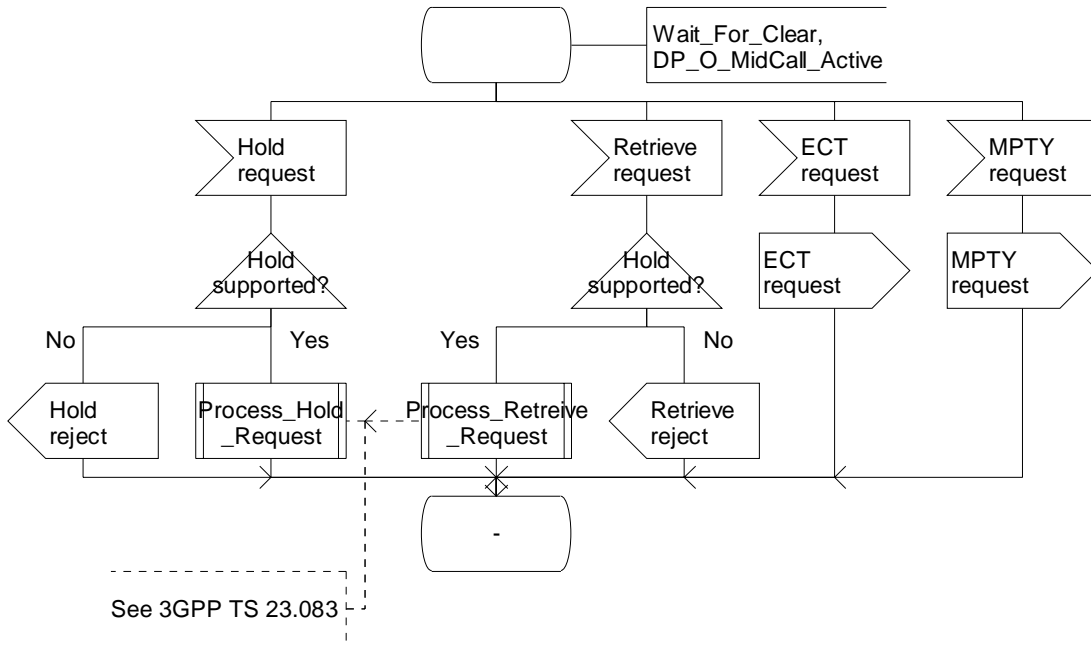 Wait_For_Clear,
DP_O_MidCall_Active
Hold
request
Retrieve
request
ECT
request
MPTY
request
Hold
supported?
Hold
supported?
ECT
request
MPTY
request
No
Yes
Yes
No
Hold
reject
Process_Hold
_Request
Process_Retreive
_Request
Retrieve
reject
-
See 3GPP TS 23.083